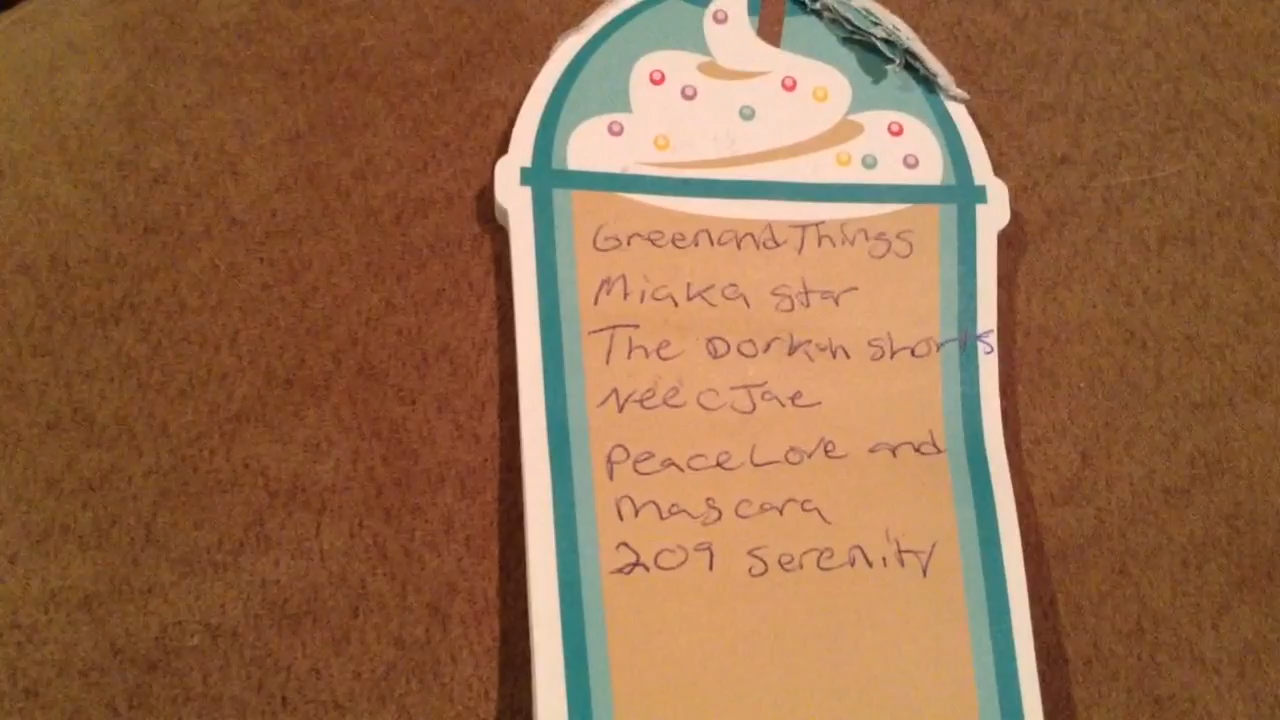 GreenandThings
Miaka star
The Dorkish shorts
NeecJae
PeaceLove and
mascara
209 serenity